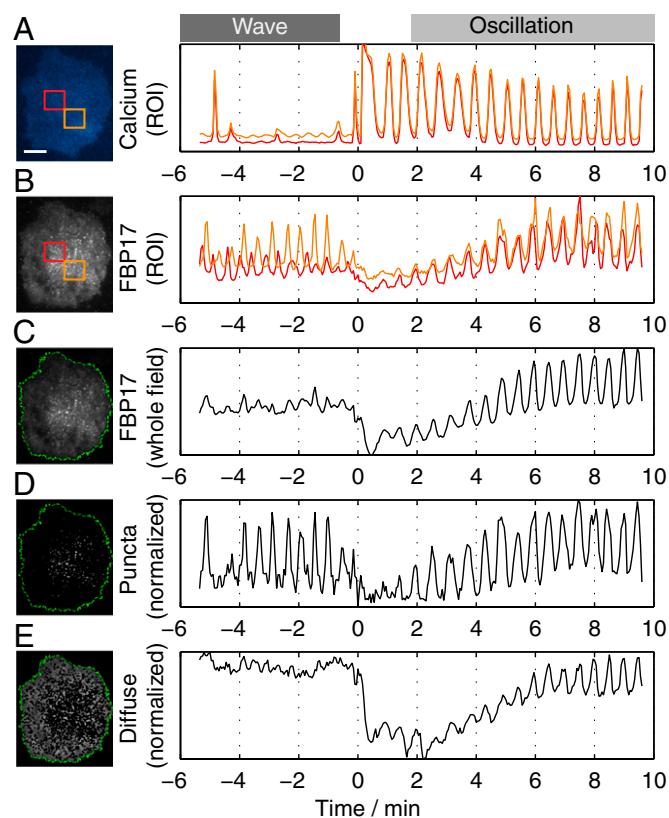 Wave Oscillation
A
Calcium
(ROI)
−6 −4 −2 0 2 4 6 8 10
B
FBP17
(ROI)
−6 −4 −2 0 2 4 6 8 10
C
FBP17
(whole field)
−6 −4 −2 0 2 4 6 8 10
D
Puncta
(normalized)
−6 −4 −2 0 2 4 6 8 10
E
Diffuse
(normalized)
−6 −4 −2 0 2 4 6 8 10
Time / min